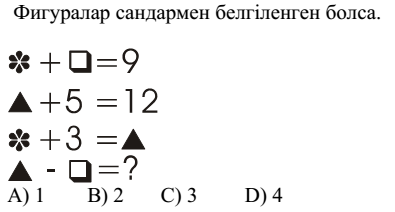 Фигуралар сандармен белгіленген болса.
✽ + ❑ = 9
▲ + 5 = 12
✽ + 3 = ▲
▲ - ❑ = ?
A) 1 B) 2 C) 3 D) 4